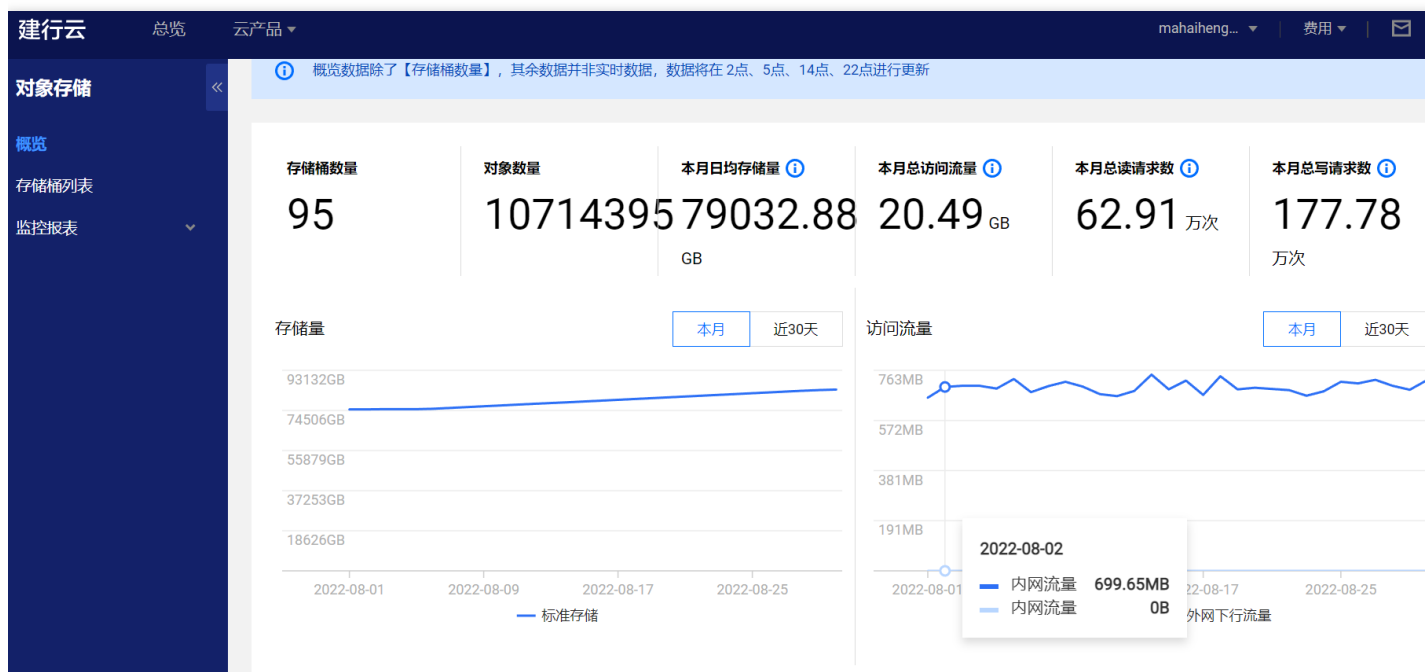 建行云 总览 云产品 mahaiheng... 费用
对象存储
概览
存储桶列表
监控报表
概览数据除了【存储桶数量】，其余数据并非实时数据，数据将在 2点、5点、14点、22点进行更新
存储桶数量 对象数量 本月日均存储量 本月总访问流量 本月总读请求数 本月总写请求数
95 10714395 79032.88 20.49 GB 62.91 万次 177.78
GB 万次
存储量 本月 近30天
93132GB
74506GB
55879GB
37253GB
18626GB
2022-08-01 2022-08-09 2022-08-17 2022-08-25
标准存储
访问流量 本月 近30天
763MB
572MB
381MB
191MB
2022-08-01 22-08-17 2022-08-25
外网下行流量
2022-08-02
内网流量 699.65MB
内网流量 0B